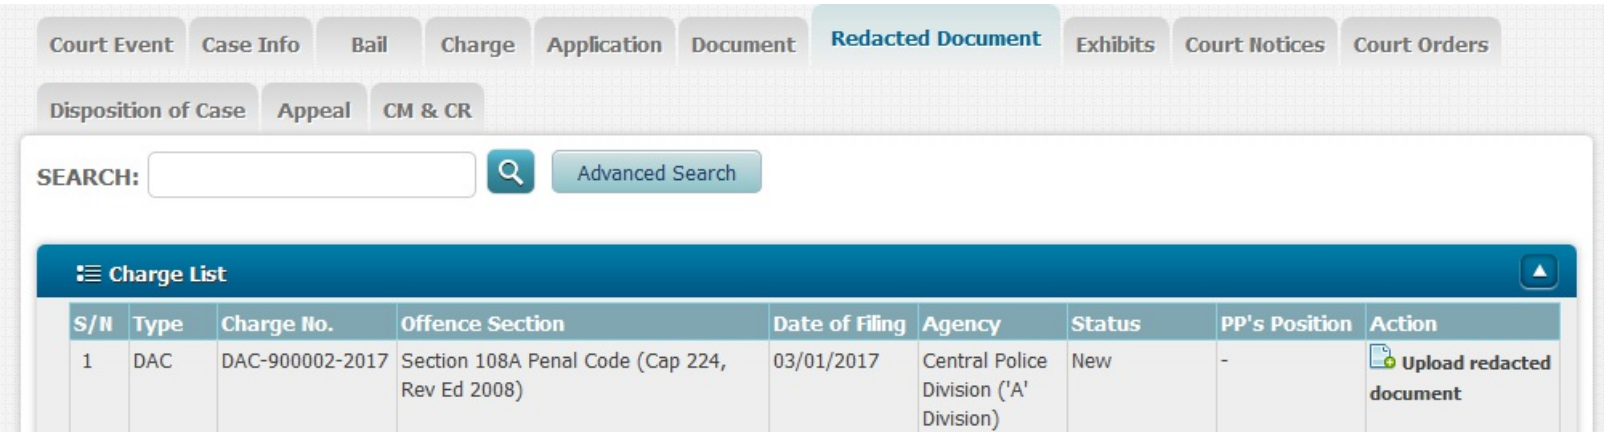 Court Event Case Info Bail Charge Application Document Redacted Document Exhibits Court Notices Court Orders
Disposition of Case Appeal CM & CR
SEARCH: Advanced Search
Charge List
S/N Type Charge No. Offence Section Date of Filing Agency Status PP's Position Action
1 DAC DAC-900002-2017 Section 108A Penal Code (Cap 224, 03/01/2017 Central Police New - Upload redacted
Rev Ed 2008) Division ('A' document
Division)